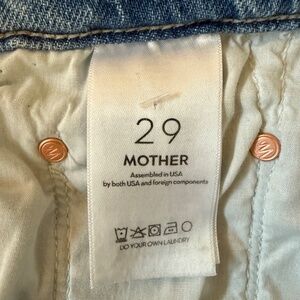 29
MOTHER
Assembled in USA
by both USA and foreign components
DO YOUR OWN LAUNDRY